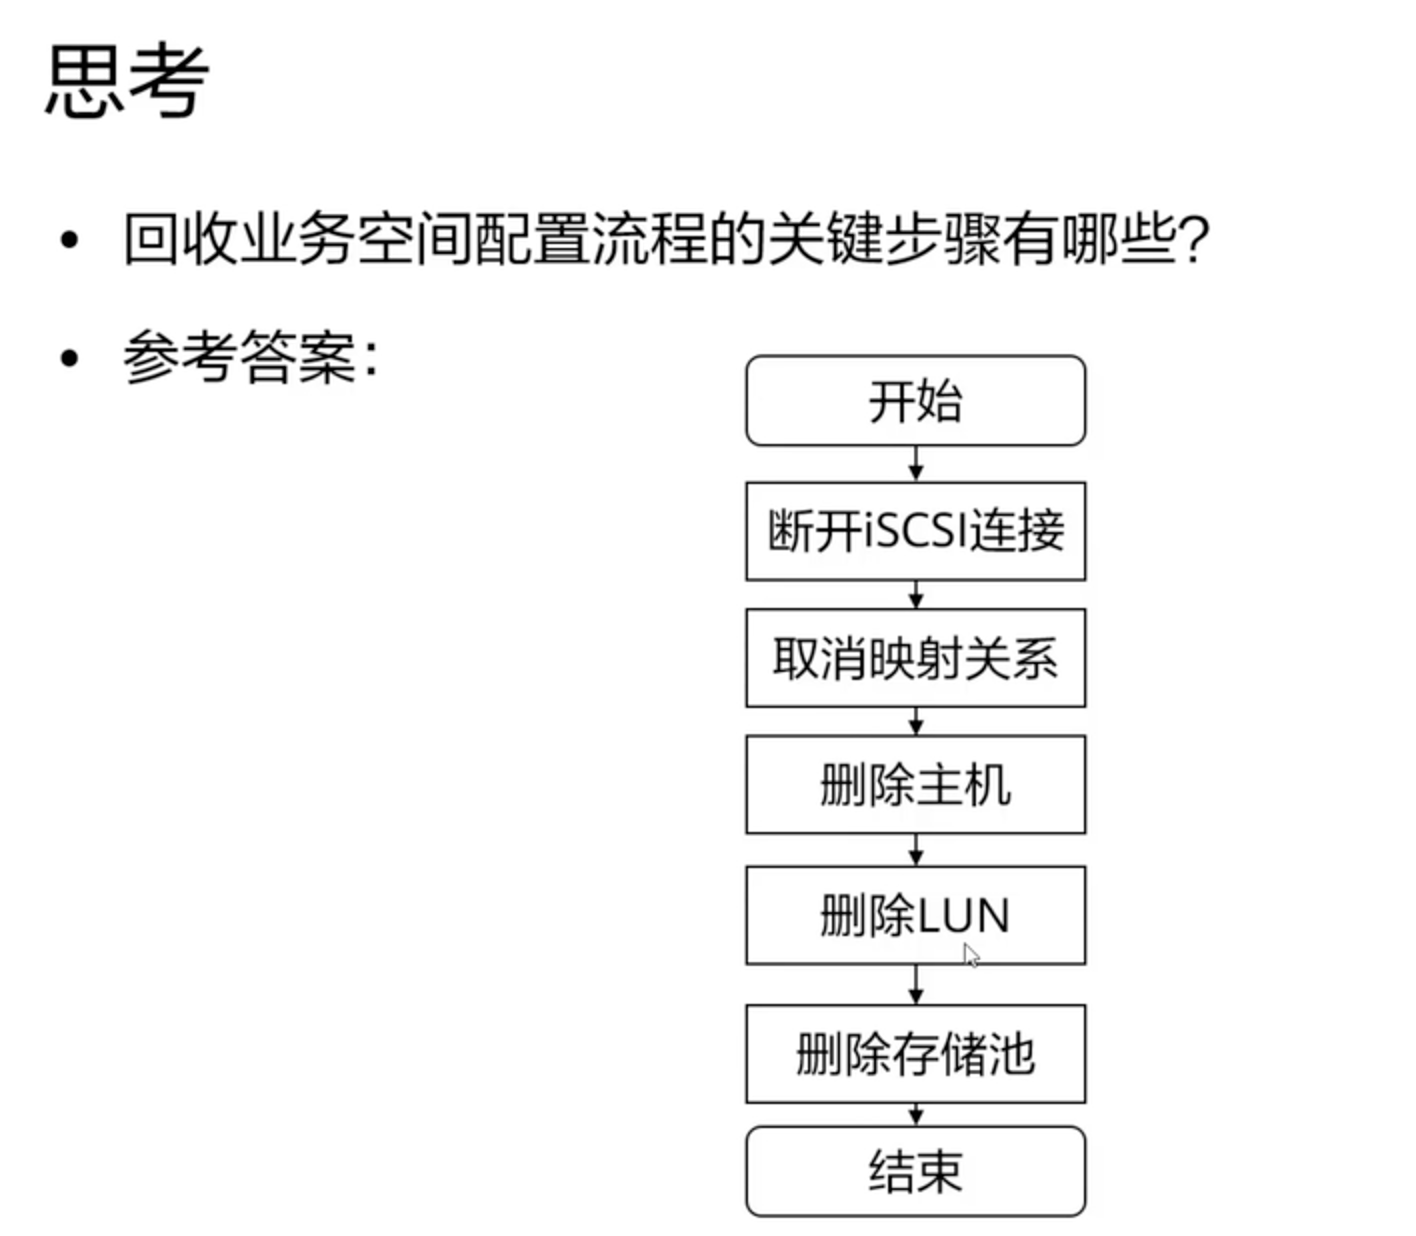 思考
回收业务空间配置流程的关键步骤有哪些?
参考答案：
开始
断开iSCSI连接
取消映射关系
删除主机
删除LUN
删除存储池
结束